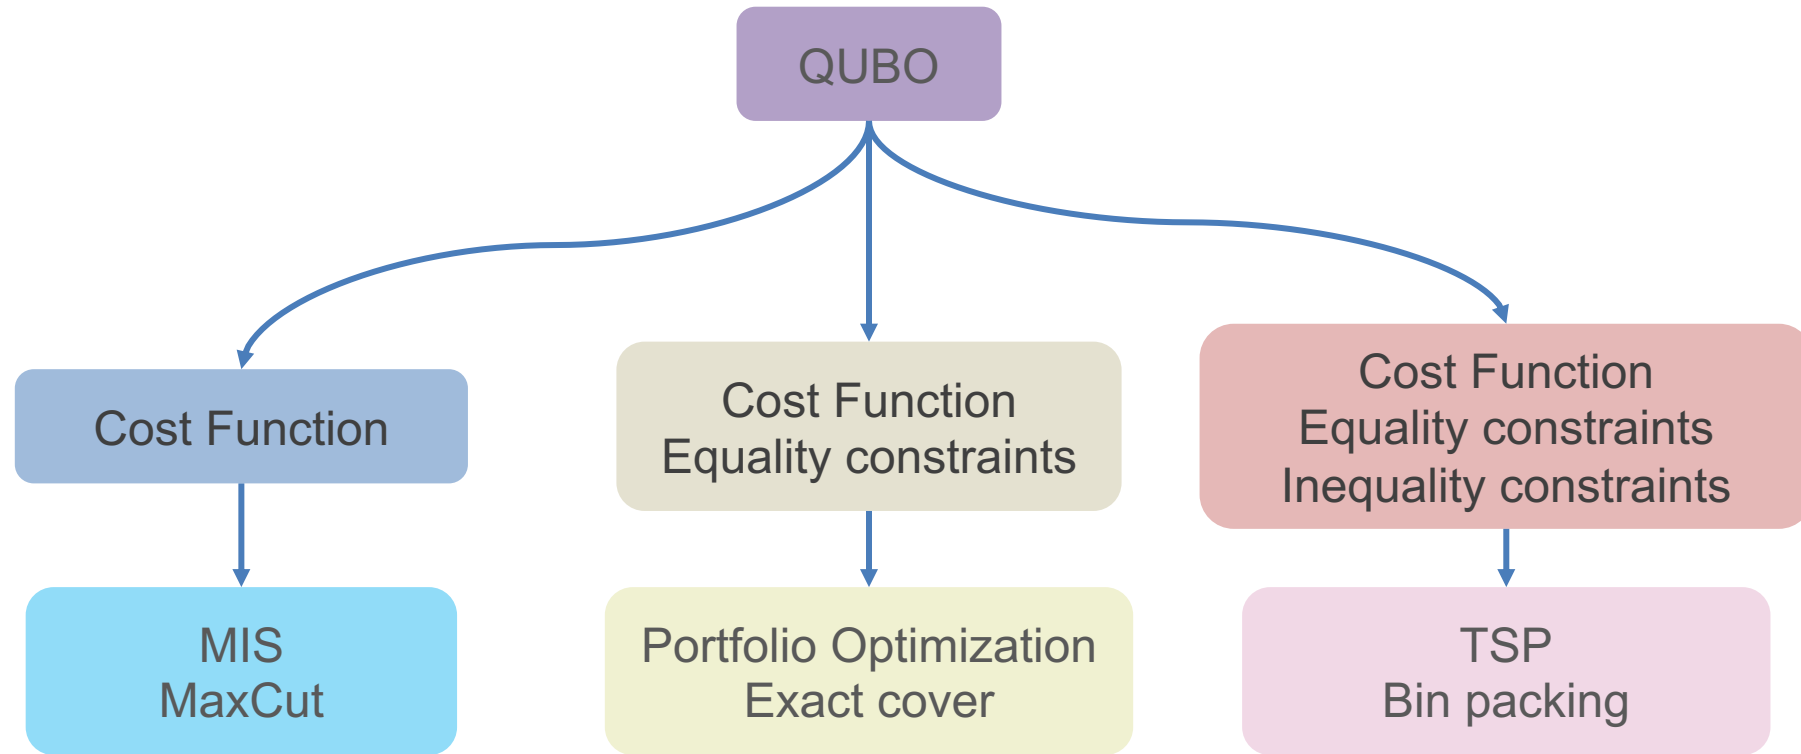 QUBO
Cost Function
Cost Function
Equality constraints
Cost Function
Equality constraints
Inequality constraints
MIS
MaxCut
Portfolio Optimization
Exact cover
TSP
Bin packing